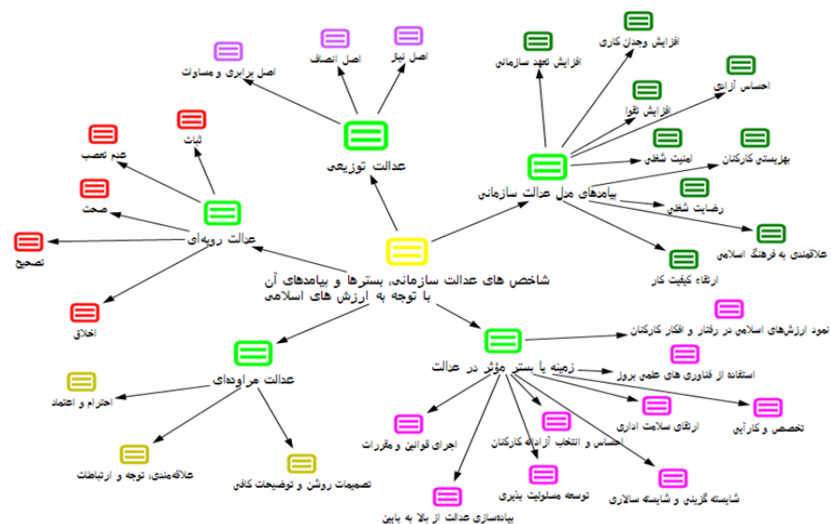 افزایش وجدان کاری
افزایش تعهد سازمانی
احساس آزادی
افزایش تقوا
امنیت شغلی
بهزیستی کارکنان
رضایت شغلی
علاقمندی به فرهنگ اسلامی
ارتقاء کیفیت کار
پیامدهای مدل عدالت سازمانی
اصل نیاز
اصل انصاف
اصل برابری و مساوات
عدالت توزیعی
ثبات
عدم تعصب
صحت
تصحیح
اخلاق
عدالت رویه‌ای
شاخص های عدالت سازمانی، بسترها و پیامدهای آن
با توجه به ارزش های اسلامی
زمینه یا بستر مؤثر در عدالت
نمود ارزش‌های اسلامی در رفتار و افکار کارکنان
استفاده از فناوری های علمی بروز
تخصص و کارآیی
ارتقای سلامت اداری
احساس و انتخاب آزادانه کارکنان
اجرای قوانین و مقررات
شایسته گزینی و شایسته سالاری
توسعه مسئولیت پذیری
پیاده‌سازی عدالت از بالا به پایین
عدالت مراوده‌ای
احترام و اعتماد
علاقه‌مندی، توجه و ارتباطات
تصمیمات روشن و توضیحات کافی